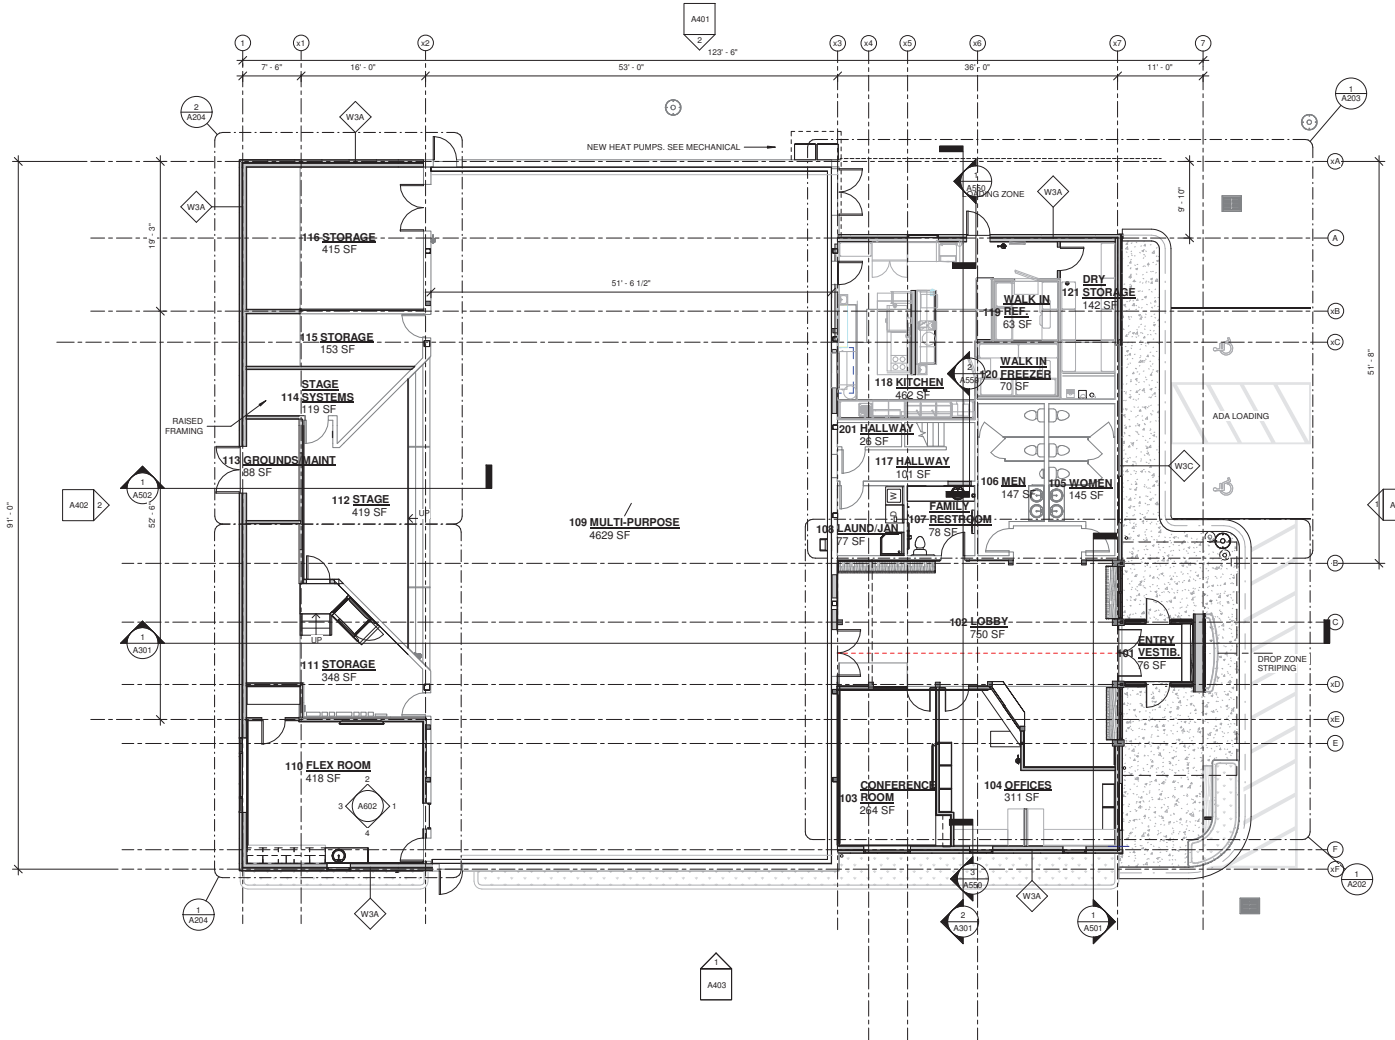 A401
2
1
x1
x2
x3
x4
x5
x6
x7
7
123' - 6"
7' - 6"
16' - 0"
53' - 0"
36' - 0"
11' - 0"
2
A204
W3A
1
A203
NEW HEAT PUMPS. SEE MECHANICAL
xA
A550
LOADING ZONE
W3A
W3A
9' - 10"
19' - 3"
116 STORAGE
415 SF
A
51' - 6 1/2"
DRY
121 STORAGE
142 SF
WALK IN
119 REF.
63 SF
xB
115 STORAGE
153 SF
xC
51' - 8"
WALK IN
120 FREEZER
70 SF
2
A550
118 KITCHEN
462 SF
STAGE
114 SYSTEMS
119 SF
RAISED
FRAMING
ADA LOADING
201 HALLWAY
26 SF
117 HALLWAY
101 SF
113 GROUNDS/MAINT
88 SF
W3C
1
A502
A402
2
106 MEN
147 SF
105 WOMEN
145 SF
112 STAGE
419 SF
UP
W
D
91' - 0"
52' - 6"
109 MULTI-PURPOSE
4629 SF
FAMILY
107 RESTROOM
78 SF
108 LAUND/JAN
77 SF
1
B
102 LOBBY
750 SF
C
1
A301
UP
ENTRY
101 VESTIB.
76 SF
DROP ZONE
STRIPING
111 STORAGE
348 SF
xD
xE
E
110 FLEX ROOM
418 SF
2
3
A602
1
4
CONFERENCE
103 ROOM
264 SF
104 OFFICES
311 SF
F
xF
1
A202
3
A550
W3A
W3A
1
A204
2
A301
1
A501
1
A403